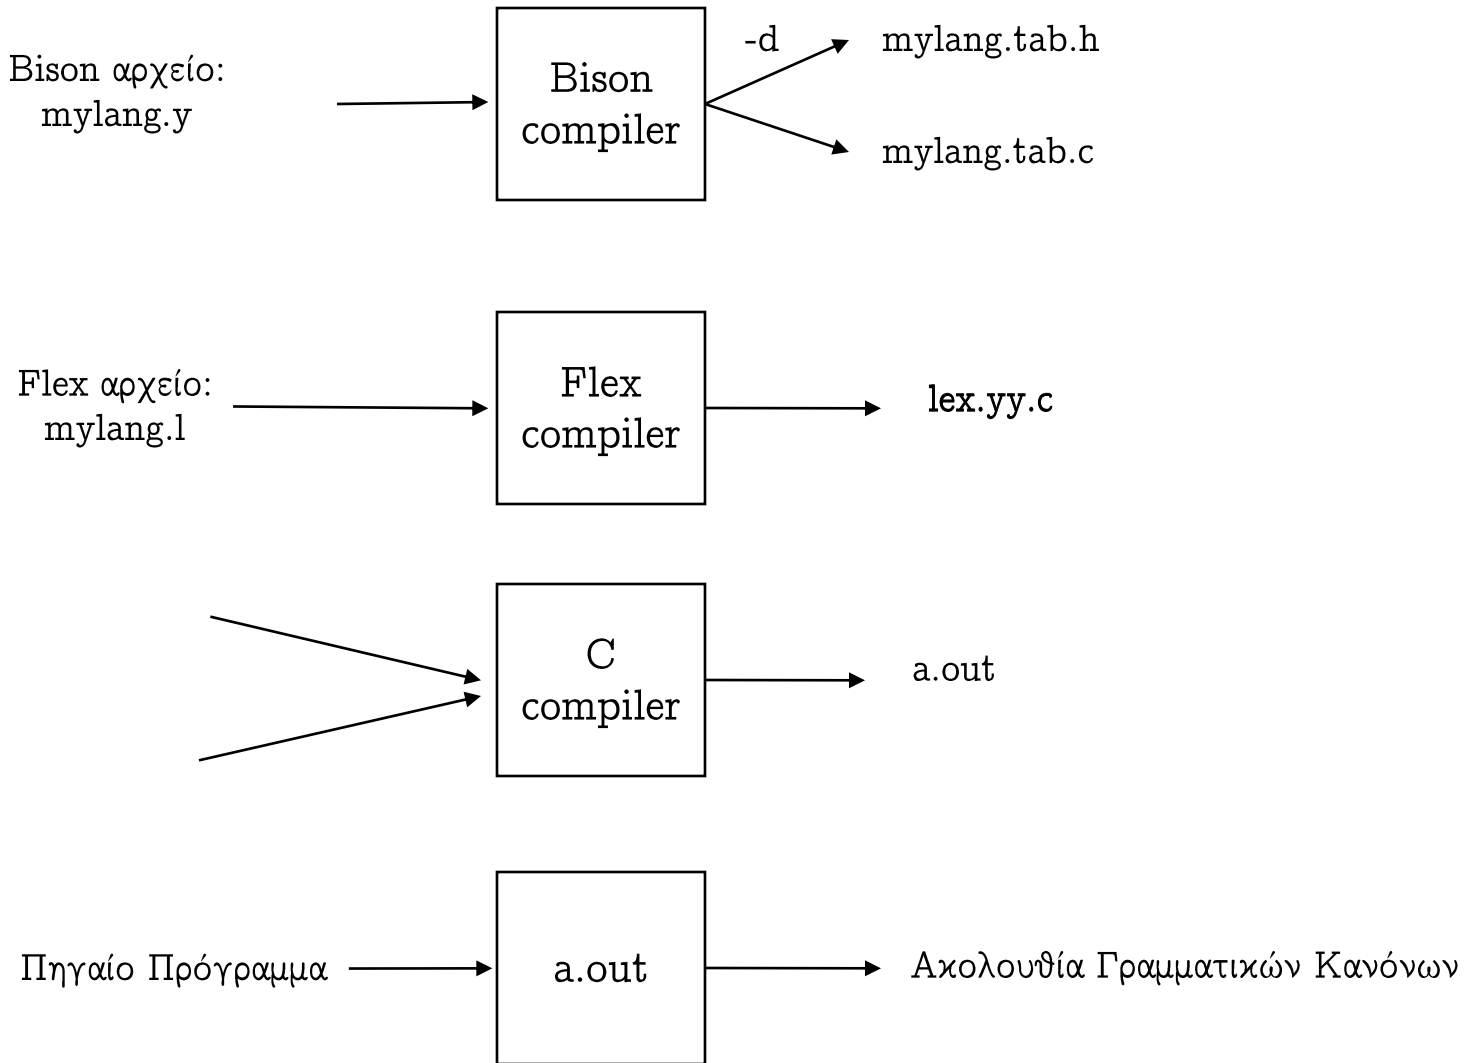 Bison αρχείο:
mylang.y
Bison
compiler
-d
mylang.tab.h
mylang.tab.c
Flex αρχείο:
mylang.l
Flex
compiler
lex.yy.c
C
compiler
a.out
Πηγαίο Πρόγραμμα
a.out
Ακολουθία Γραμματικών Κανόνων